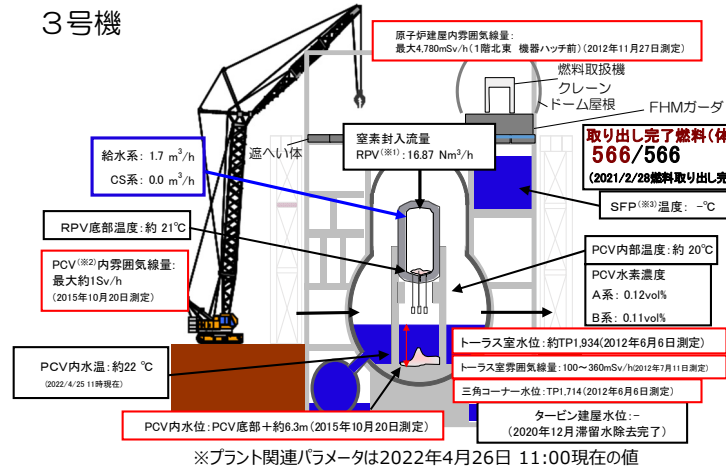 3号機
原子炉建屋内雰囲気線量:
最大4,780mSv/h(1階北東 機器ハッチ前)(2012年11月27日測定)
燃料取扱機
クレーン
ドーム屋根
FHMガーダ
遮へい体
窒素封入流量
RPV(※1):16.87 Nm³/h
給水系: 1.7 m³/h
CS系: 0.0 m³/h
取り出し完了燃料(体
566/566
(2021/2/28燃料取り出し完
SFP(※3)温度: -℃
RPV底部温度:約 21℃
PCV(※2)内雰囲気線量:
最大約1Sv/h
(2015年10月20日測定)
PCV内部温度:約 20℃
PCV水素濃度
A系: 0.12vol%
B系: 0.11vol%
トーラス室水位:約TP1,934(2012年6月6日測定)
トーラス室雰囲気線量:100~360mSv/h(2012年7月11日測定)
三角コーナー水位:TP1,714(2012年6月6日測定)
PCV内水温:約22 ℃
(2022/4/25 11時現在)
PCV内水位:PCV底部+約6.3m(2015年10月20日測定)
タービン建屋水位:-
(2020年12月滞留水除去完了)
※プラント関連パラメータは2022年4月26日 11:00現在の値